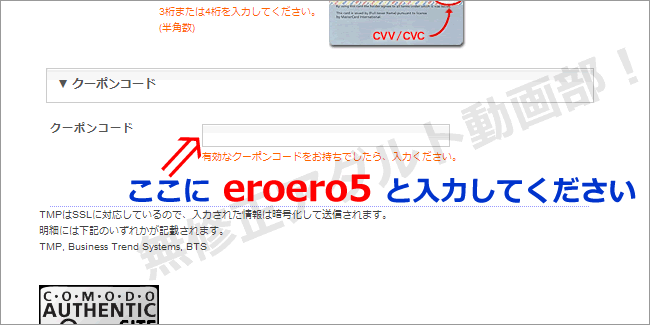 3桁または4桁を入力してください。
(半角数)
CVV/CVC
▼ クーポンコード
クーポンコード
有効なクーポンコードをお持ちでしたら、入力ください。
ここに eroero5 と入力してください
TMPはSSLに対応しているので、入力された情報は暗号化して送信されます。
明細には下記のいずれかが記載されます。
TMP, Business Trend Systems, BTS
無修正アダルト動画部！
C·O·M·O·D·O
AUTHENTIC
SITE